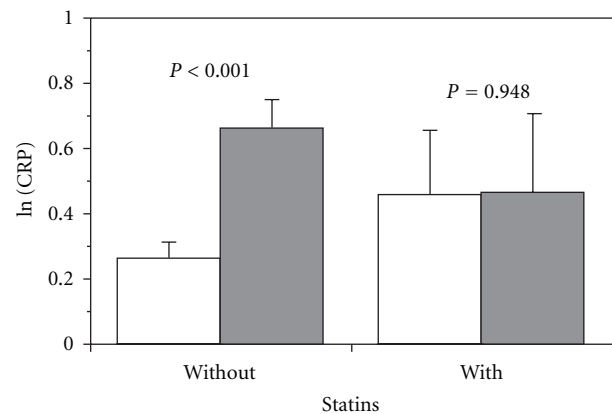 1
0.8
0.6
0.4
0.2
0
ln (CRP)
P < 0.001
P = 0.948
Without
With
Statins